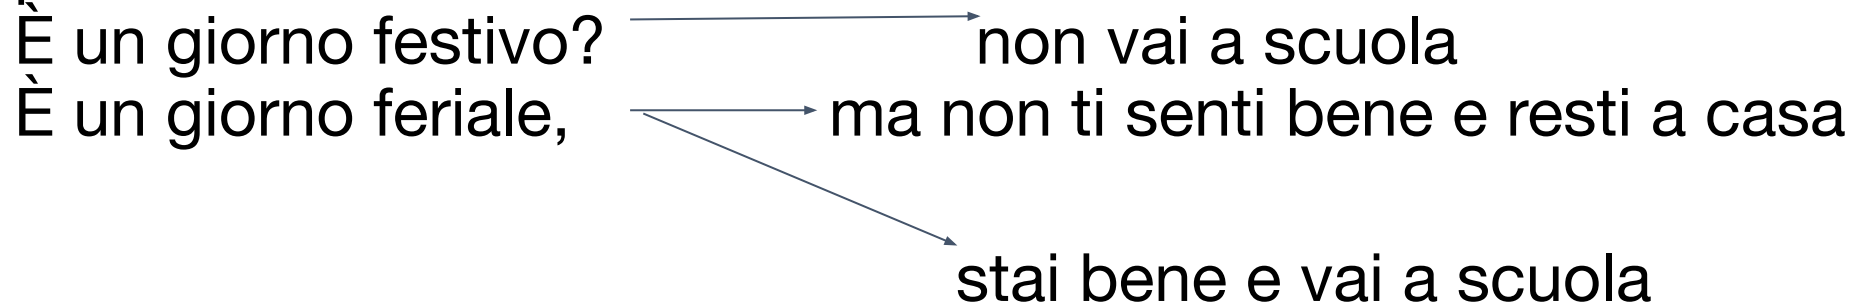 È un giorno festivo? non vai a scuola
È un giorno feriale, ma non ti senti bene e resti a casa
stai bene e vai a scuola